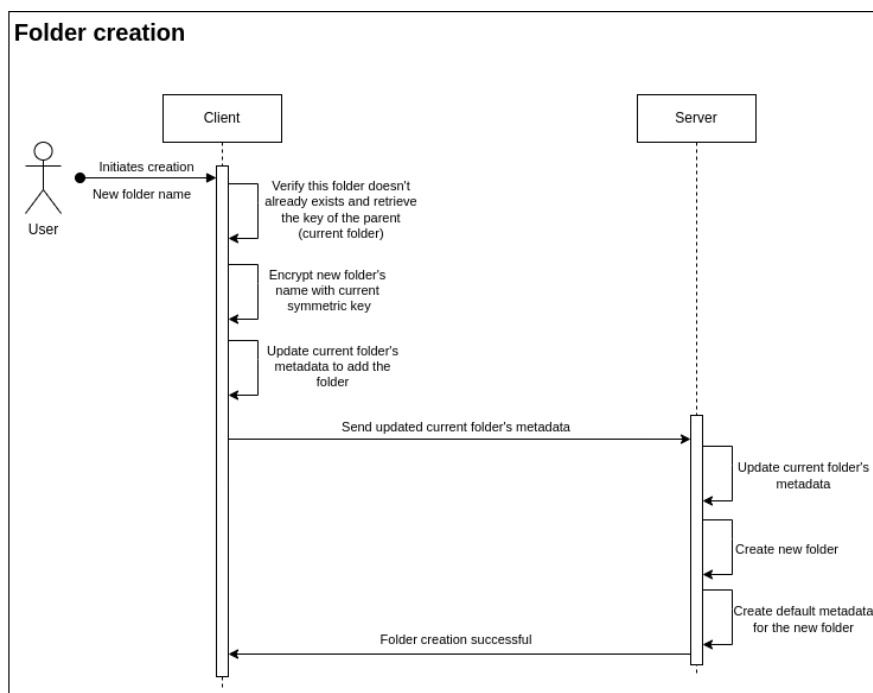 Folder creation
Client
Server
Initiates creation
New folder name
User
Verify this folder doesn't
already exists and retrieve
the key of the parent
(current folder)
Encrypt new folder's
name with current
symmetric key
Update current folder's
metadata to add the
folder
Send updated current folder's metadata
Update current folder's
metadata
Create new folder
Create default metadata
for the new folder
Folder creation successful